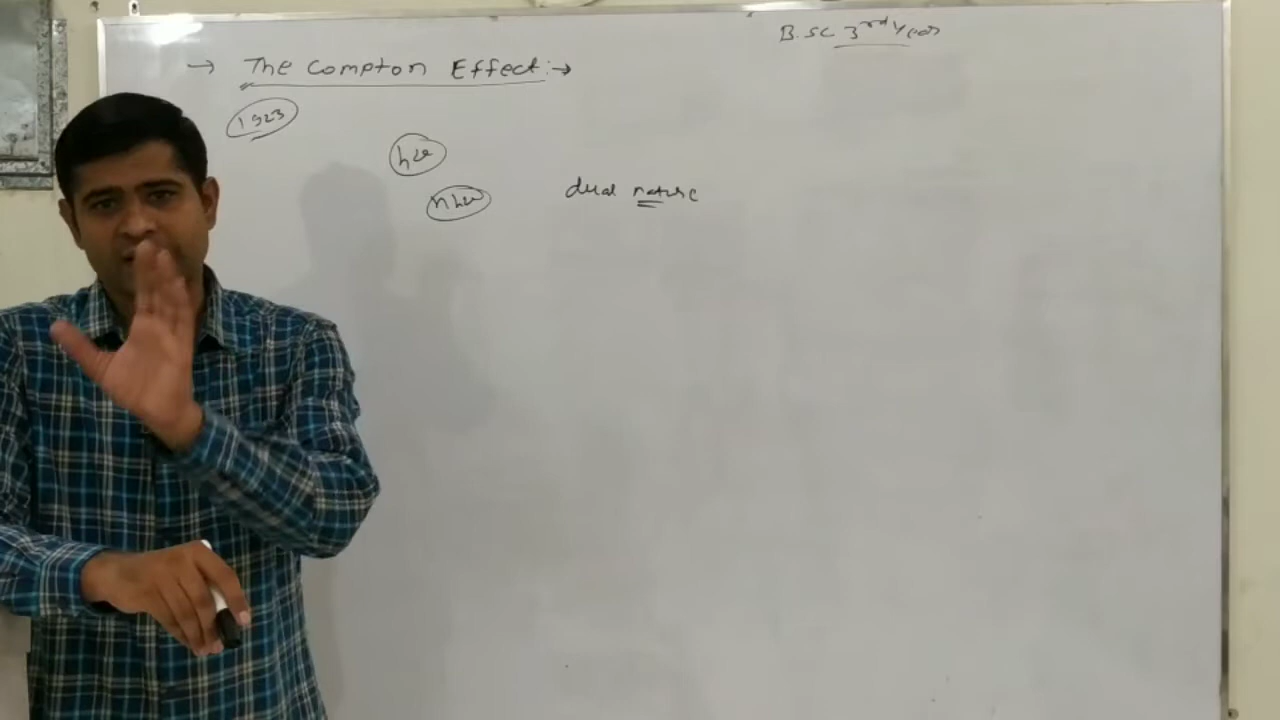 B.SC 3rd Year
→ The Compton Effect:→
1923
hν
nhν
dual nature